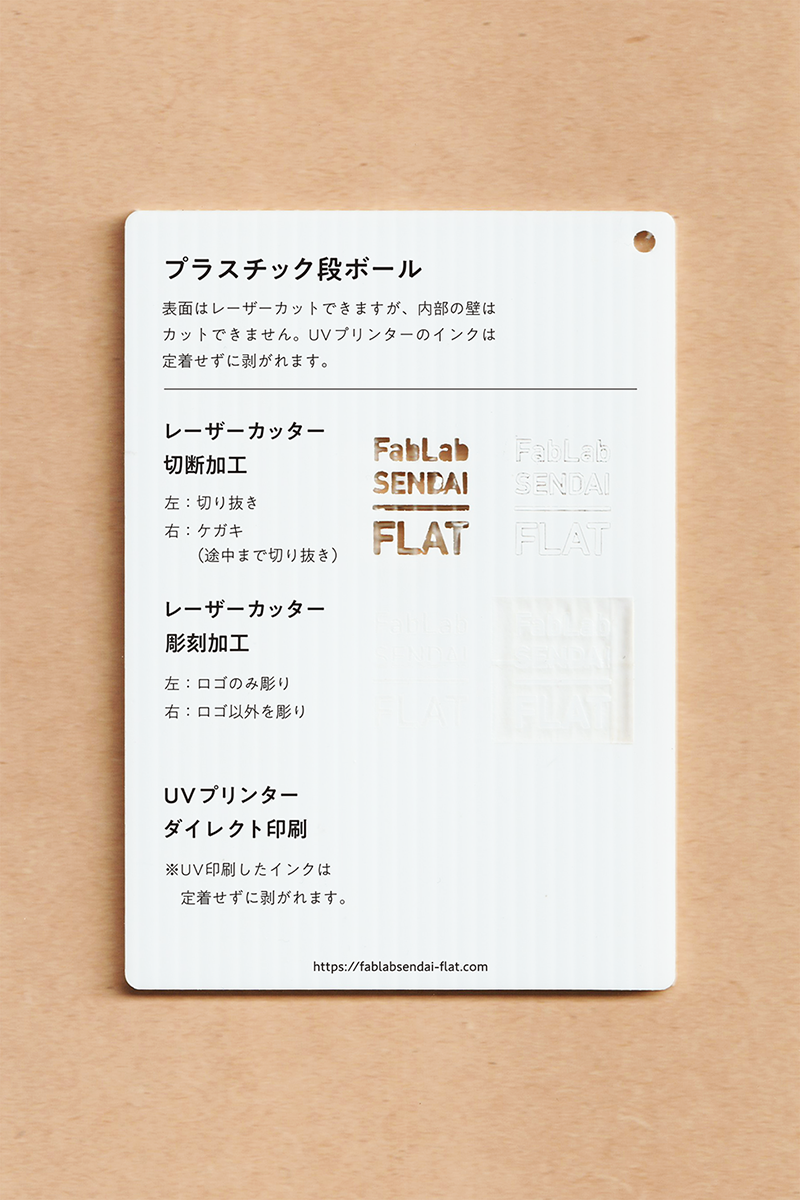 プラスチック段ボール
表面はレーザーカットできますが、内部の壁は
カットできません。UVプリンターのインクは
定着せずに剥がれます。
レーザーカッター
切断加工
左：切り抜き
右：ケガキ
（途中まで切り抜き）
FabLab
SENDAI
FLAT
FabLab
SENDAI
FLAT
レーザーカッター
彫刻加工
左：ロゴのみ彫り
右：ロゴ以外を彫り
FabLab
SENDAI
FLAT
FabLab
SENDAI
FLAT
UVプリンター
ダイレクト印刷
※UV印刷したインクは
定着せずに剥がれます。
https://fablabsendai-flat.com